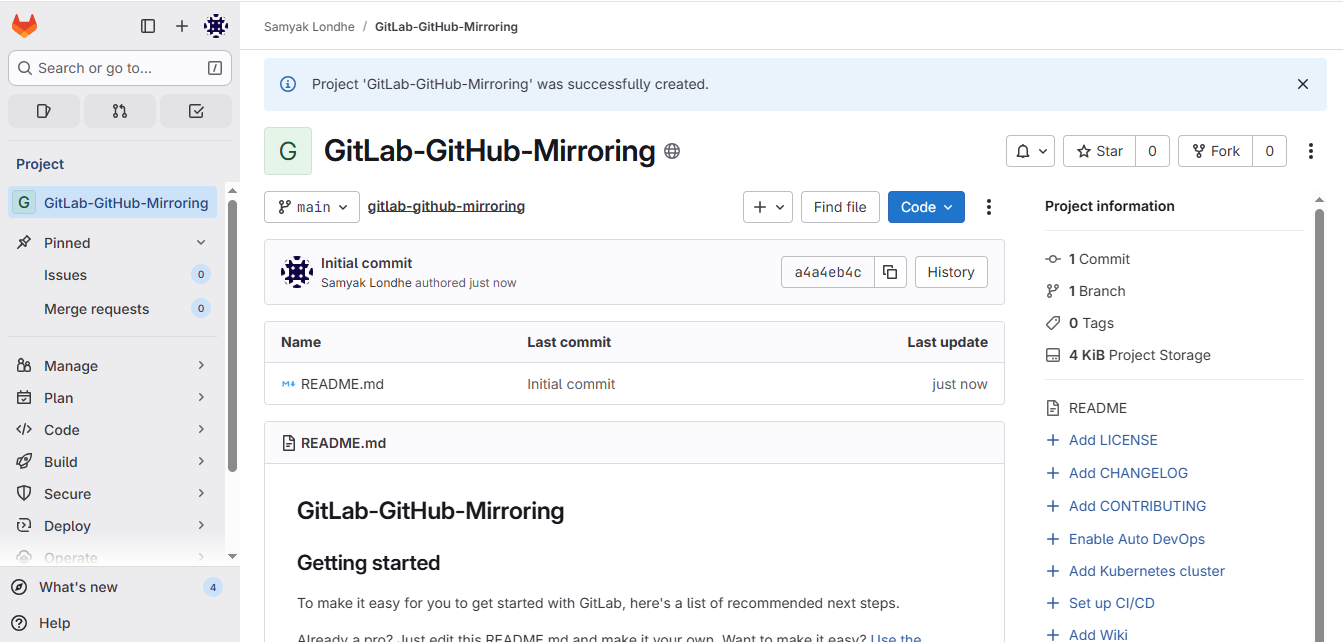 Samyak Londhe / GitLab-GitHub-Mirroring
Search or go to... /
Project 'GitLab-GitHub-Mirroring' was successfully created.
Project
G GitLab-GitHub-Mirroring
Pinned
Issues 0
Merge requests 0
Manage
Plan
Code
Build
Secure
Deploy
Operate
What's new 4
Help
G GitLab-GitHub-Mirroring
Star 0
Fork 0
main
gitlab-github-mirroring
Find file
Code
Initial commit
Samyak Londhe authored just now
a4a4eb4c
History
Name Last commit Last update
README.md Initial commit just now
README.md
GitLab-GitHub-Mirroring
Getting started
To make it easy for you to get started with GitLab, here's a list of recommended next steps.
Already a pro? Just edit this README.md and make it your own. Want to make it easy? Use the
Project information
1 Commit
1 Branch
0 Tags
4 KiB Project Storage
README
Add LICENSE
Add CHANGELOG
Add CONTRIBUTING
Enable Auto DevOps
Add Kubernetes cluster
Set up CI/CD
Add Wiki